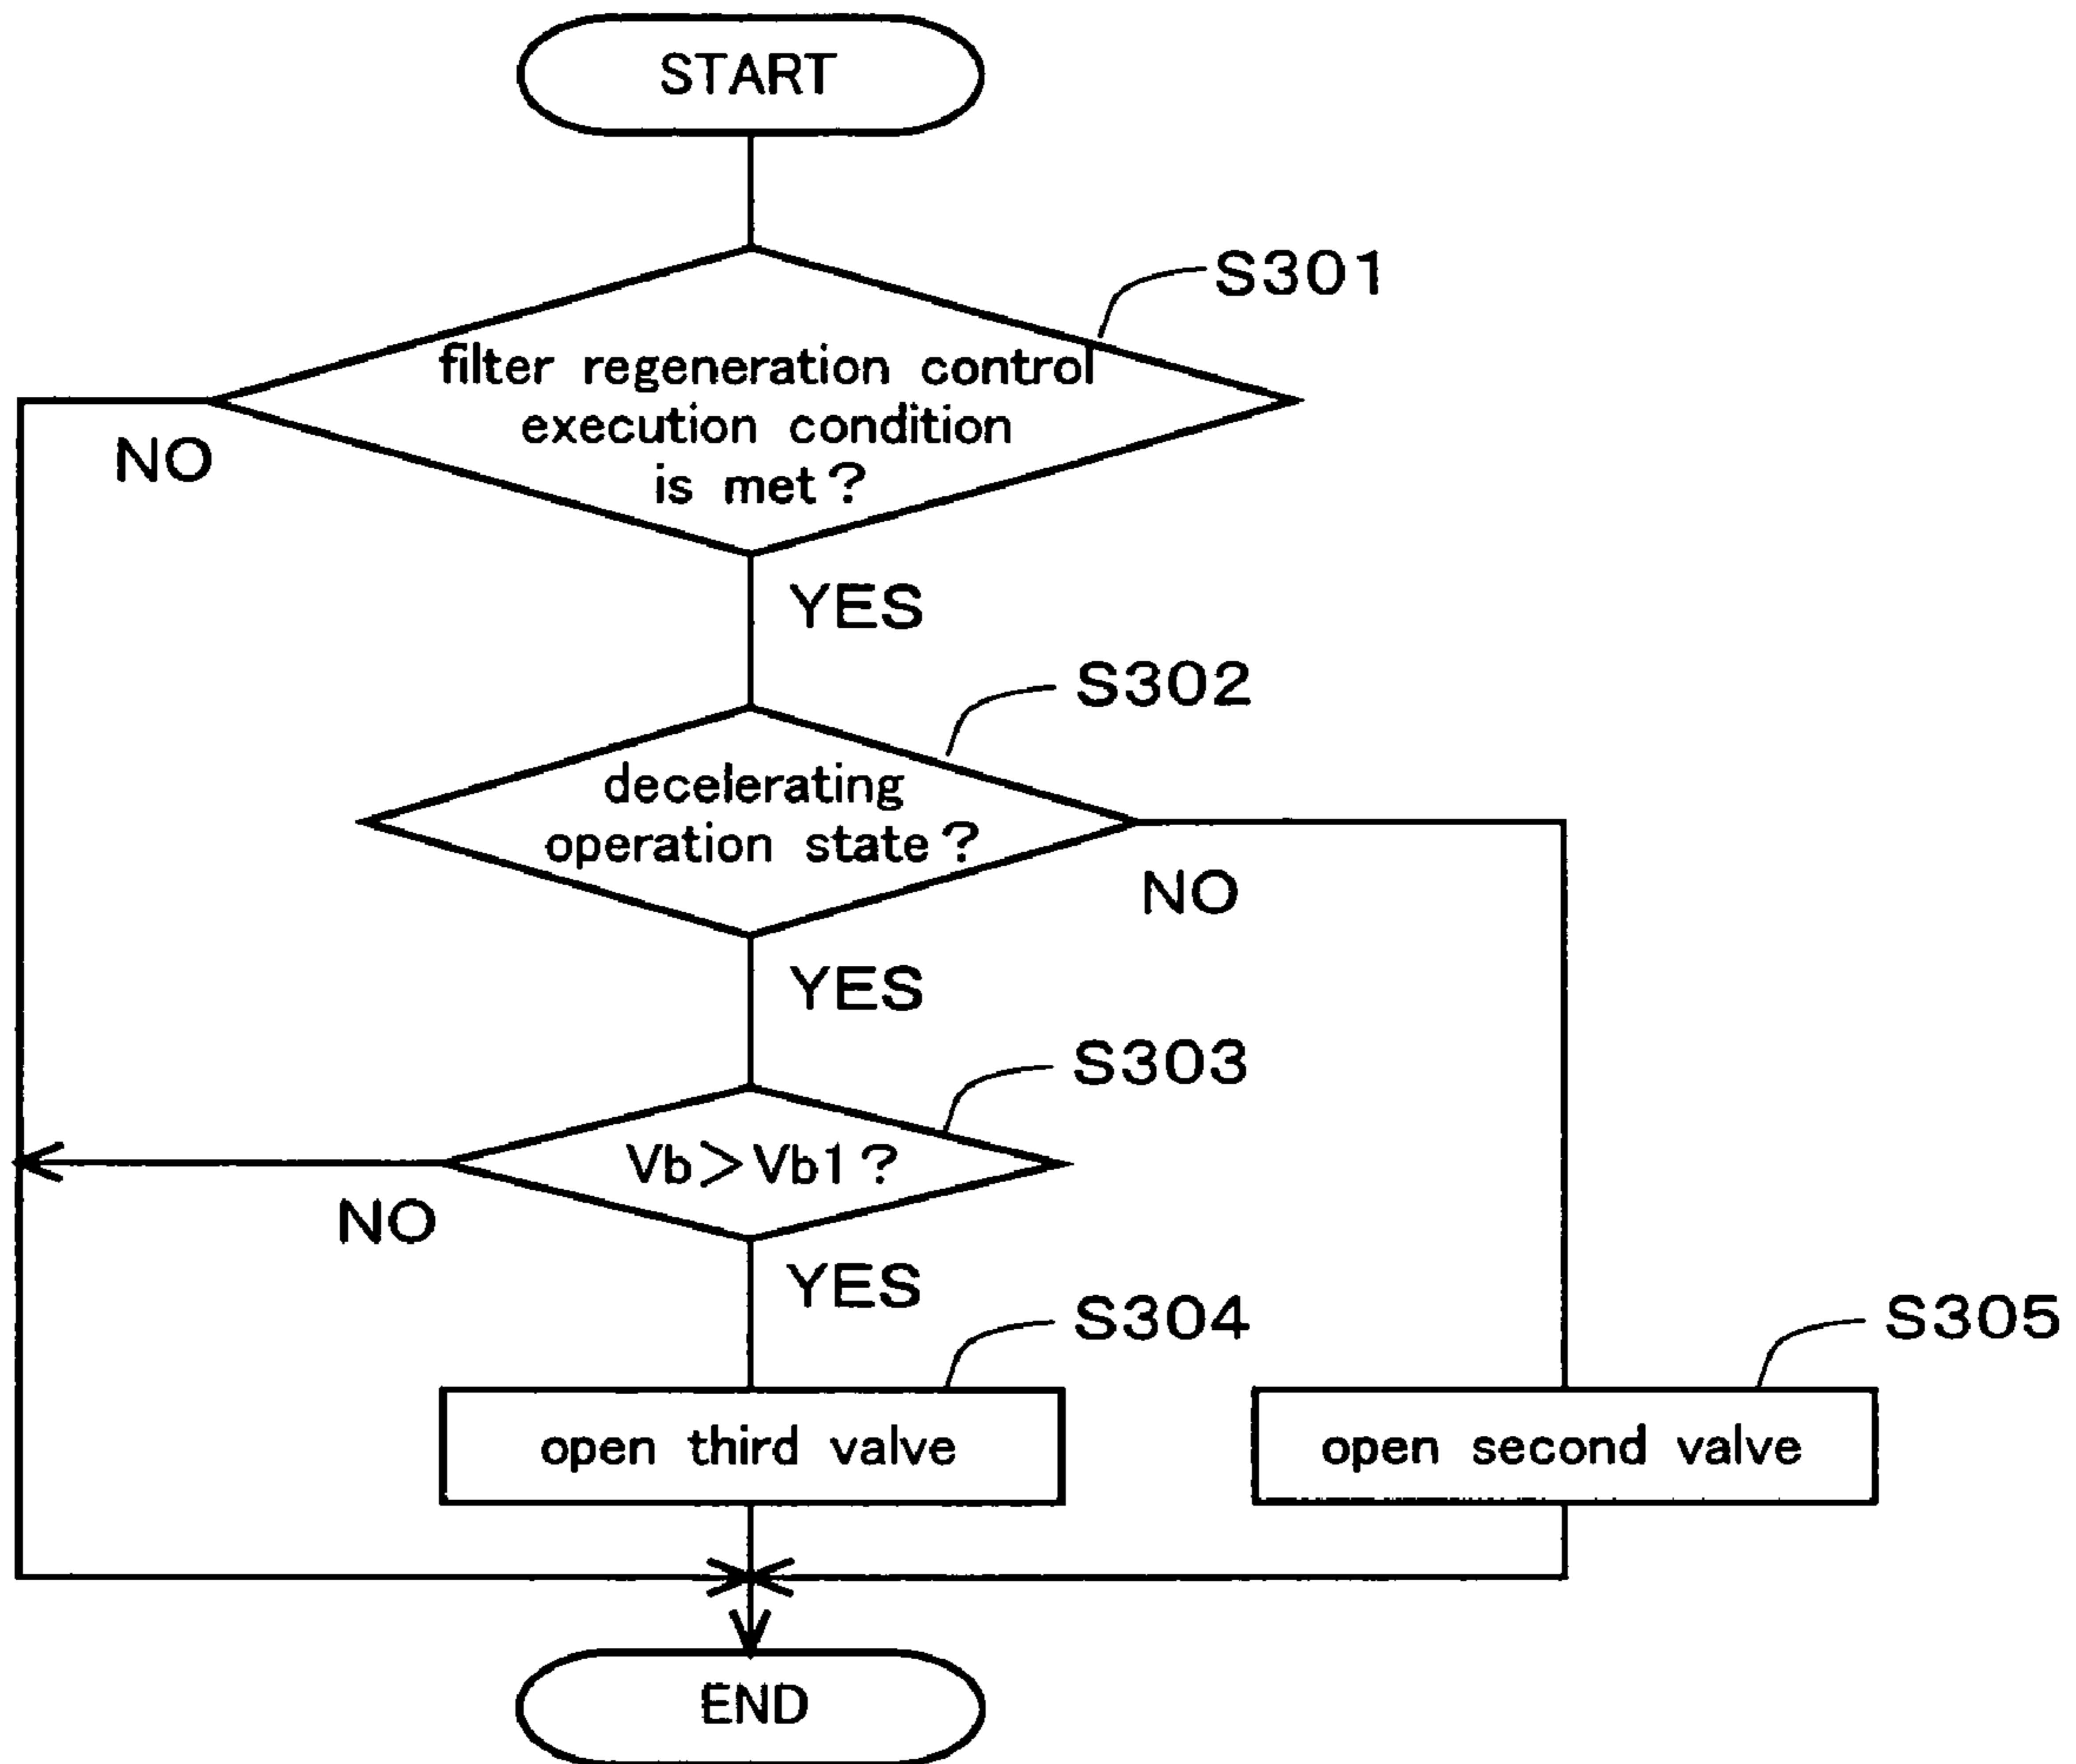 START
S301
filter regeneration control
execution condition
is met?
NO
YES
S302
decelerating
operation state?
NO
YES
S303
Vb>Vb1?
NO
YES
S304
S305
open third valve
open second valve
END